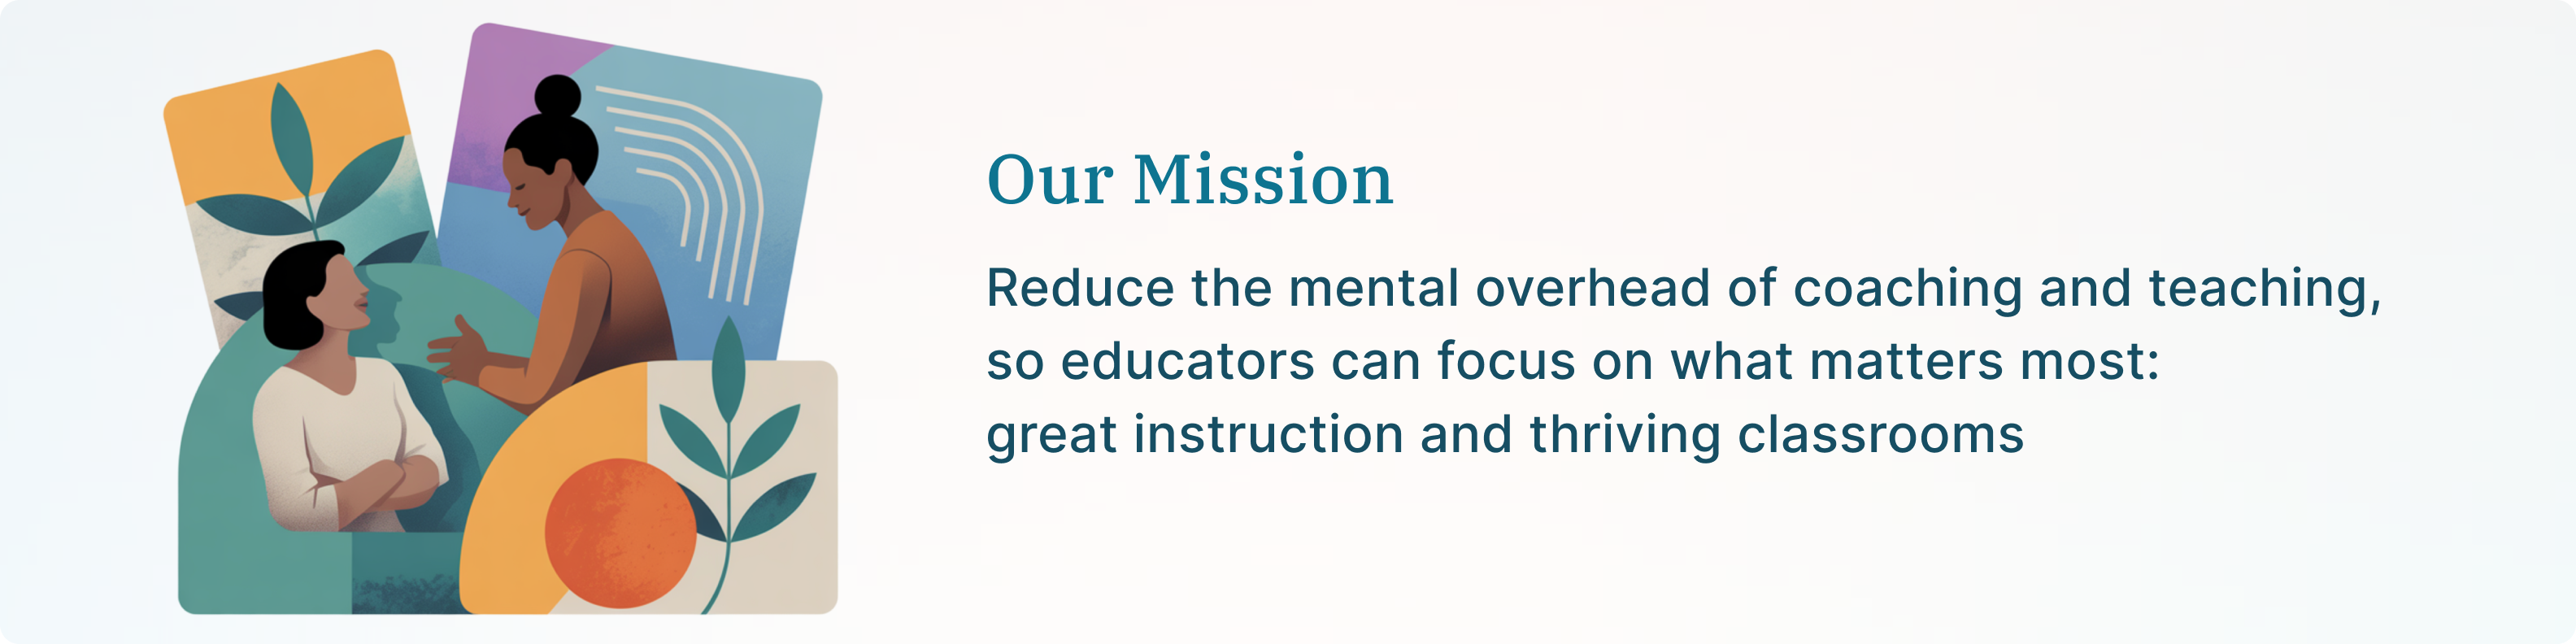 Our Mission
Reduce the mental overhead of coaching and teaching,
so educators can focus on what matters most:
great instruction and thriving classrooms